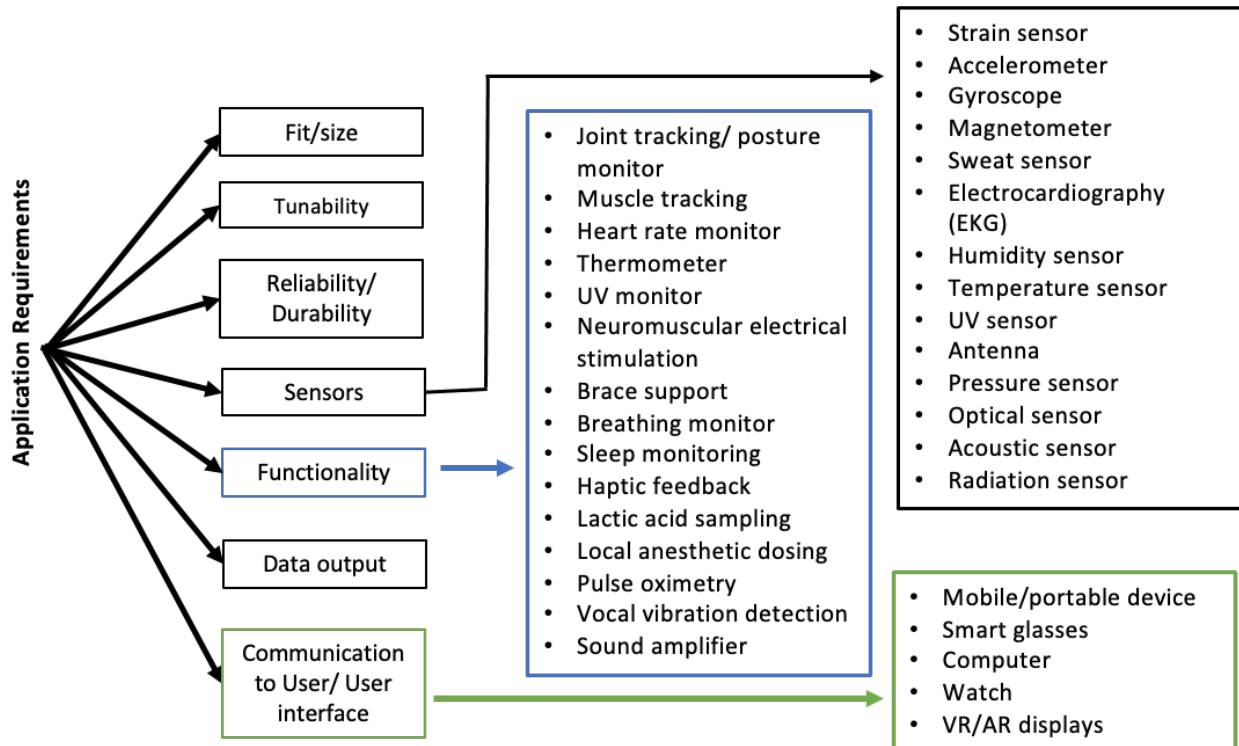 Application Requirements
Fit/size
Tunability
Reliability/
Durability
Sensors
Functionality
Data output
Communication
to User/ User
interface
• Joint tracking/ posture
monitor
• Muscle tracking
• Heart rate monitor
• Thermometer
• UV monitor
• Neuromuscular electrical
stimulation
• Brace support
• Breathing monitor
• Sleep monitoring
• Haptic feedback
• Lactic acid sampling
• Local anesthetic dosing
• Pulse oximetry
• Vocal vibration detection
• Sound amplifier
• Strain sensor
• Accelerometer
• Gyroscope
• Magnetometer
• Sweat sensor
• Electrocardiography
(EKG)
• Humidity sensor
• Temperature sensor
• UV sensor
• Antenna
• Pressure sensor
• Optical sensor
• Acoustic sensor
• Radiation sensor
• Mobile/portable device
• Smart glasses
• Computer
• Watch
• VR/AR displays